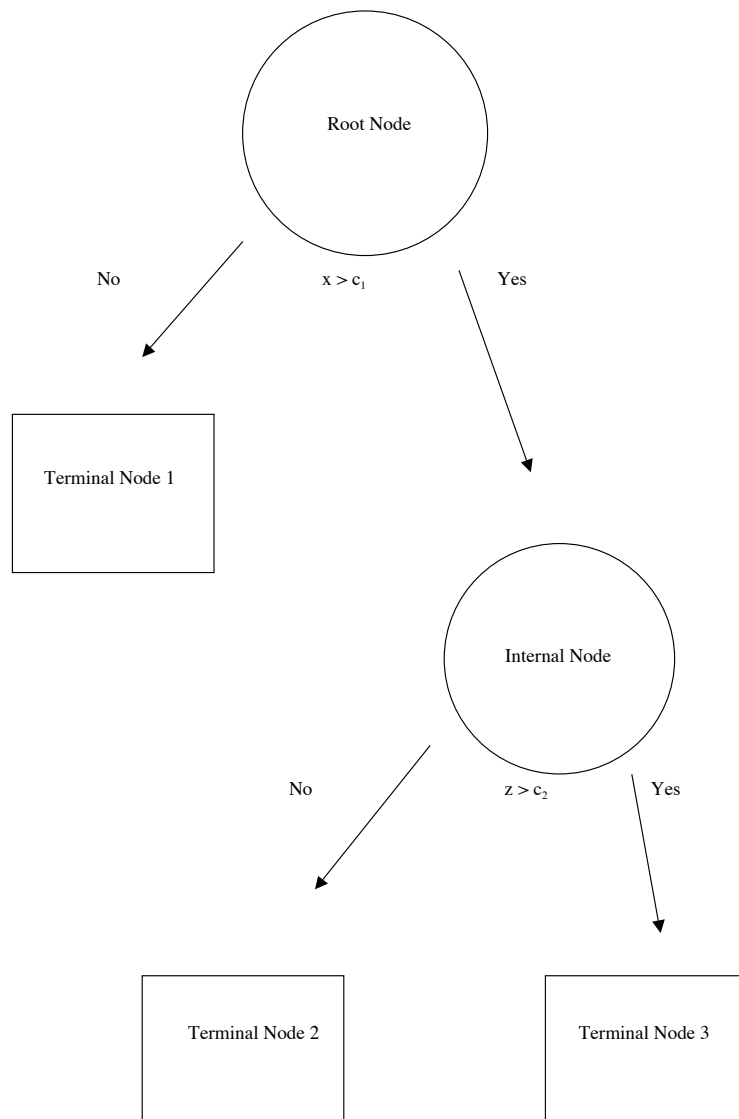 Root Node
No
x > c₁
Yes
Terminal Node 1
Internal Node
No
z > c₂
Yes
Terminal Node 2
Terminal Node 3